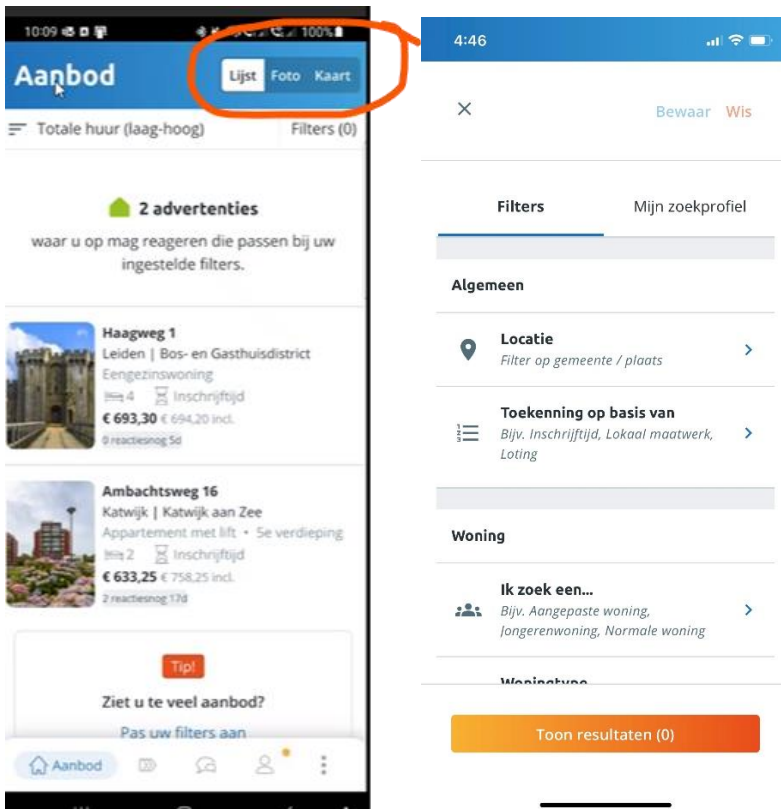 10:09
100%
Aanbod
Lijst Foto Kaart
Totale huur (laag-hoog)
Filters (0)
2 advertenties
waar u op mag reageren die passen bij uw
ingestelde filters.
Haagweg 1
Leiden | Bos- en Gasthuisdistrict
Eengezinswoning
4 Inschrijftijd
€ 693,30 € 694,20 incl.
0 reactiesnog 5d
Ambachtsweg 16
Katwijk | Katwijk aan Zee
Appartement met lift • 5e verdieping
2 Inschrijftijd
€ 633,25 € 758,25 incl.
2 reactiesnog 17d
Tip!
Ziet u te veel aanbod?
Pas uw filters aan
Aanbod
4:46
Bewaar Wis
Filters
Mijn zoekprofiel
Algemeen
Locatie
Filter op gemeente / plaats
Toekenning op basis van
Bijv. Inschrijftijd, Lokaal maatwerk,
Loting
Woning
Ik zoek een...
Bijv. Aangepaste woning,
Jongerenwoning, Normale woning
Woningtype
Toon resultaten (0)